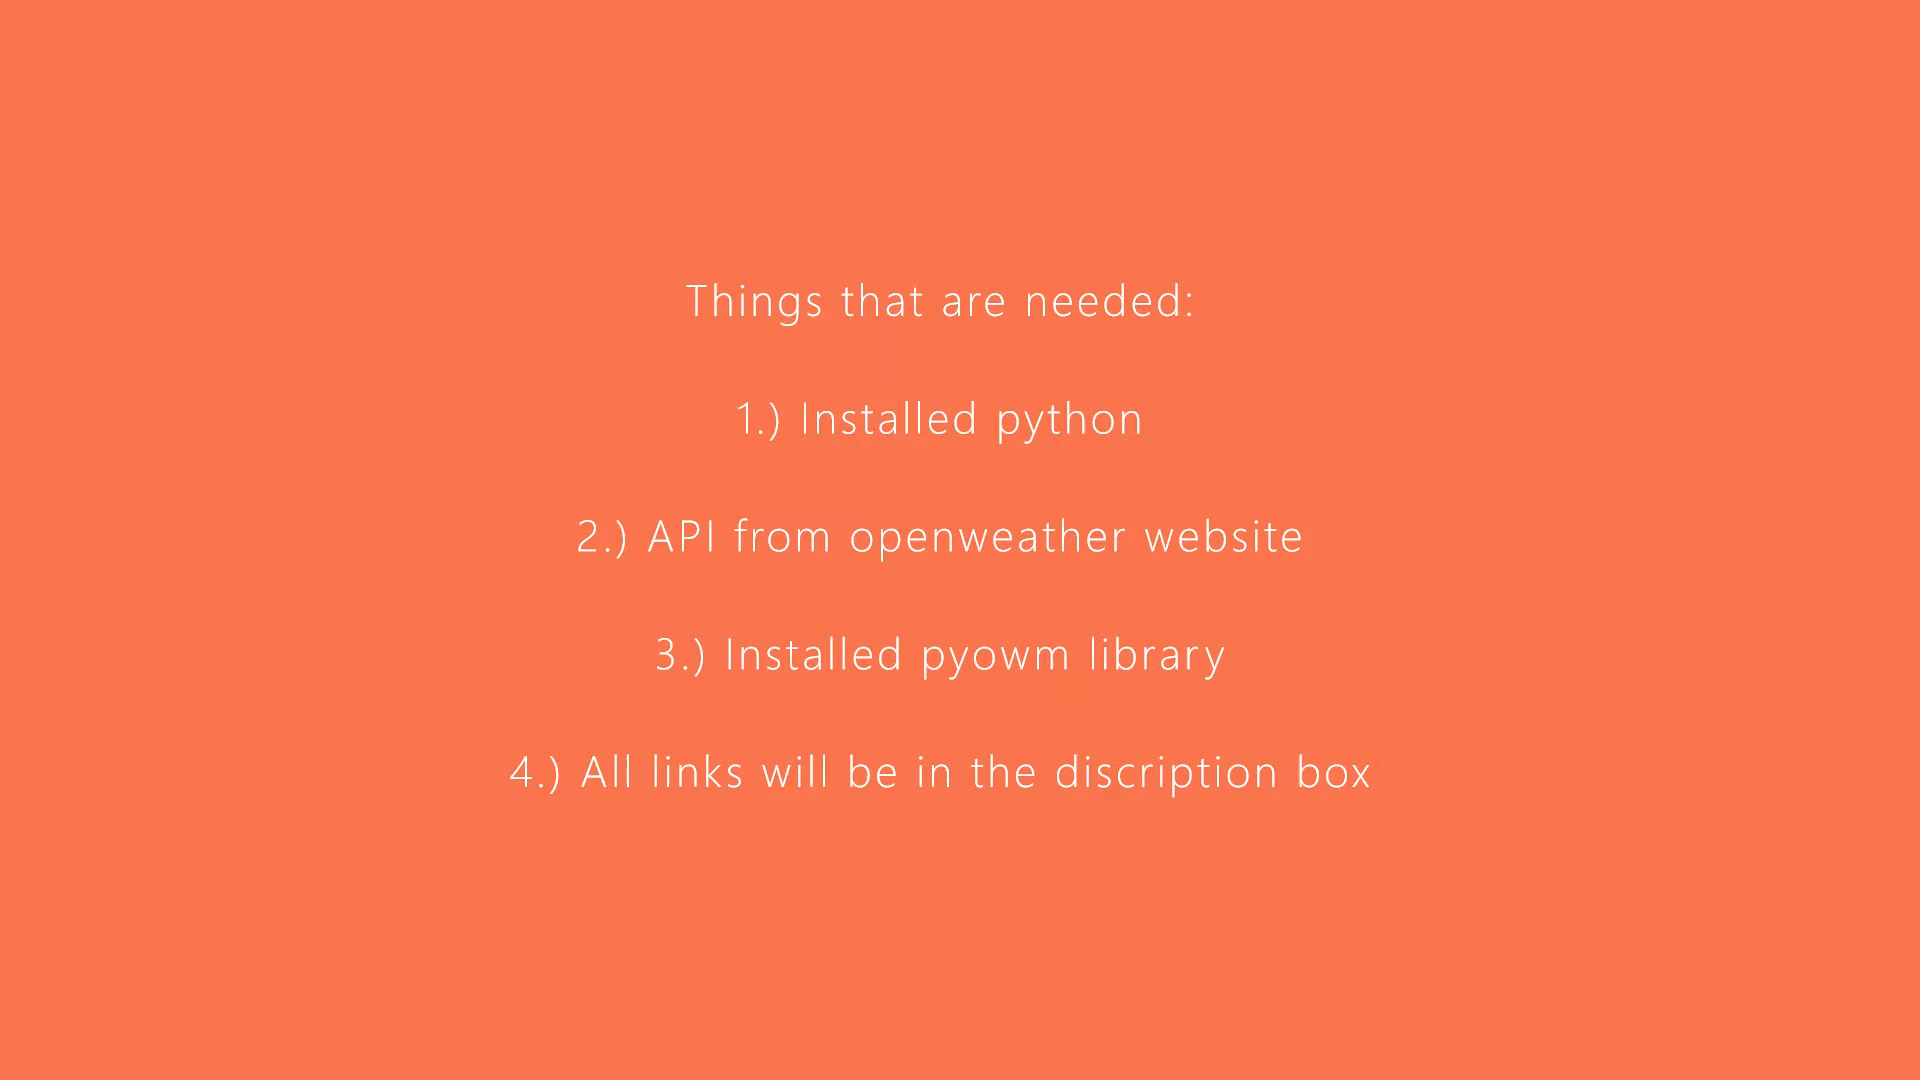 Things that are needed:
1.) Installed python
2.) API from openweather website
3.) Installed pyowm library
4.) All links will be in the discription box